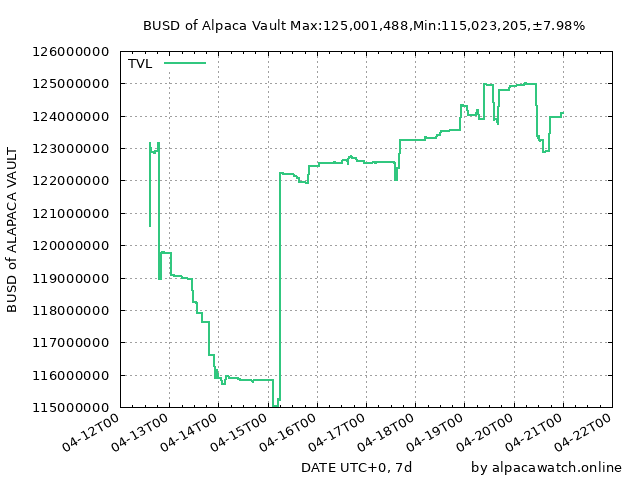 BUSD of Alpaca Vault Max:125,001,488,Min:115,023,205,±7.98%
TVL
BUSD of ALAPACA VAULT
126000000
125000000
124000000
123000000
122000000
121000000
120000000
119000000
118000000
117000000
116000000
115000000
04-12T00
04-13T00
04-14T00
04-15T00
04-16T00
04-17T00
04-18T00
04-19T00
04-20T00
04-21T00
04-22T00
DATE UTC+0, 7d
by alpacawatch.online